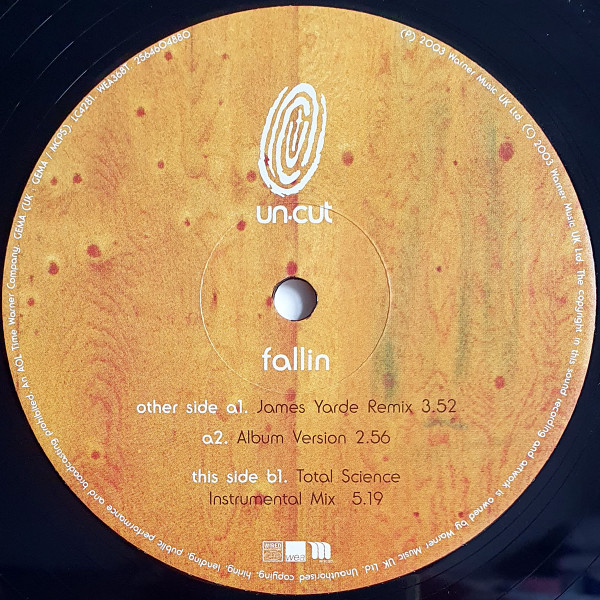 un·cut
fallin
other side a1. James Yarde Remix 3.52
a2. Album Version 2.56
this side b1. Total Science
Instrumental Mix 5.19
wea
LC4281 WEA368T 2564604880
(P) 2003 Warner Music UK Ltd. (C) 2003 Warner Music UK Ltd. The copyright in this sound recording and artwork is owned by Warner Music UK Ltd. Unauthorised copying, hiring, lending, public performance and broadcasting prohibited. An AOL Time Warner Company. GEMA (UK : GEMA / MCPS)